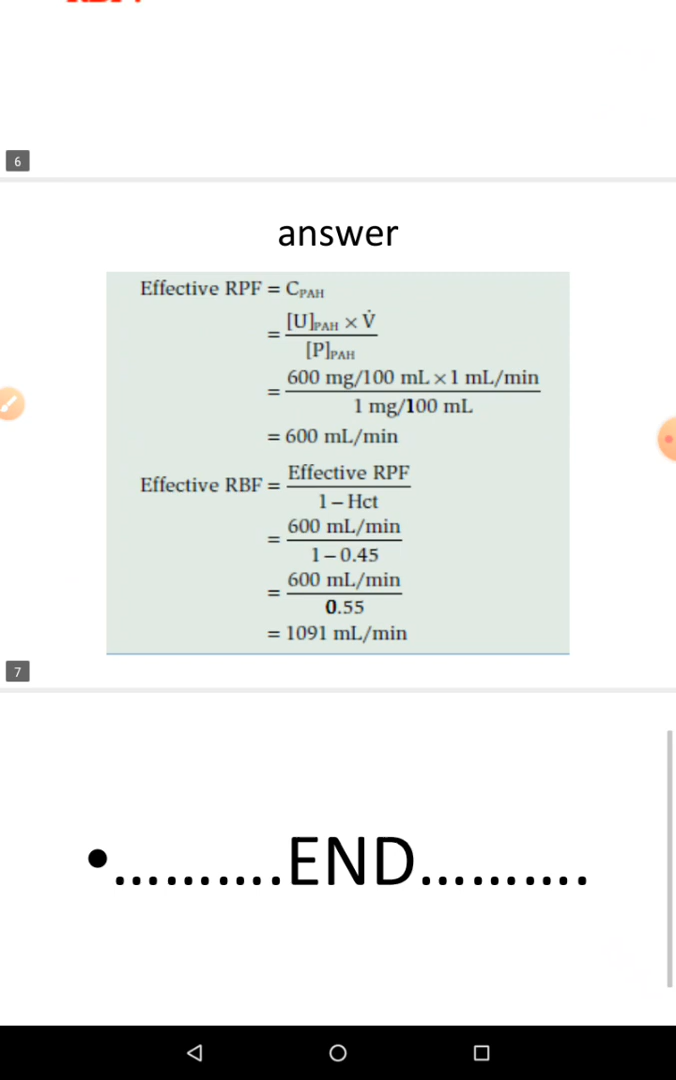 6
answer
Effective RPF = C_PAH
= [U]_PAH × V̇ / [P]_PAH
= 600 mg/100 mL × 1 mL/min / 1 mg/100 mL
= 600 mL/min
Effective RBF = Effective RPF / 1 – Hct
= 600 mL/min / 1 – 0.45
= 600 mL/min / 0.55
= 1091 mL/min
7
•..........END..........